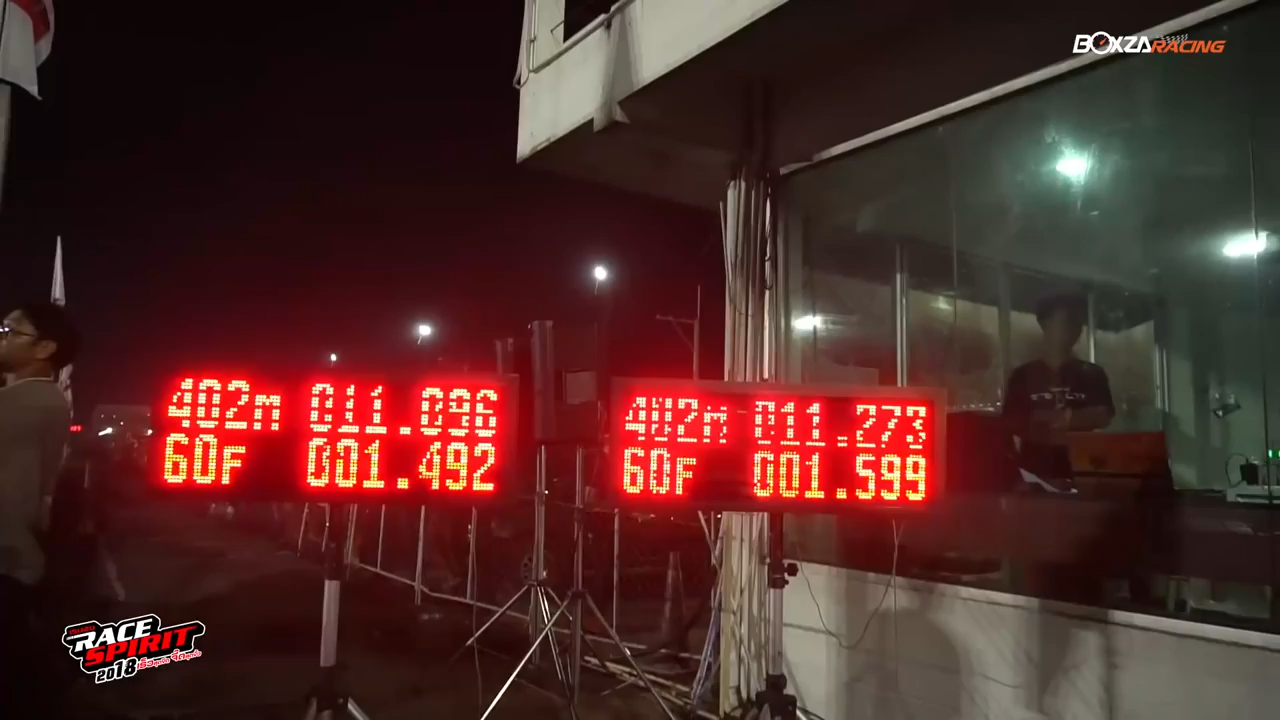 BOXZA RACING
402m 011.096
60F 001.492
402m 011.273
60F 001.599
RACE
SPIRIT
2018